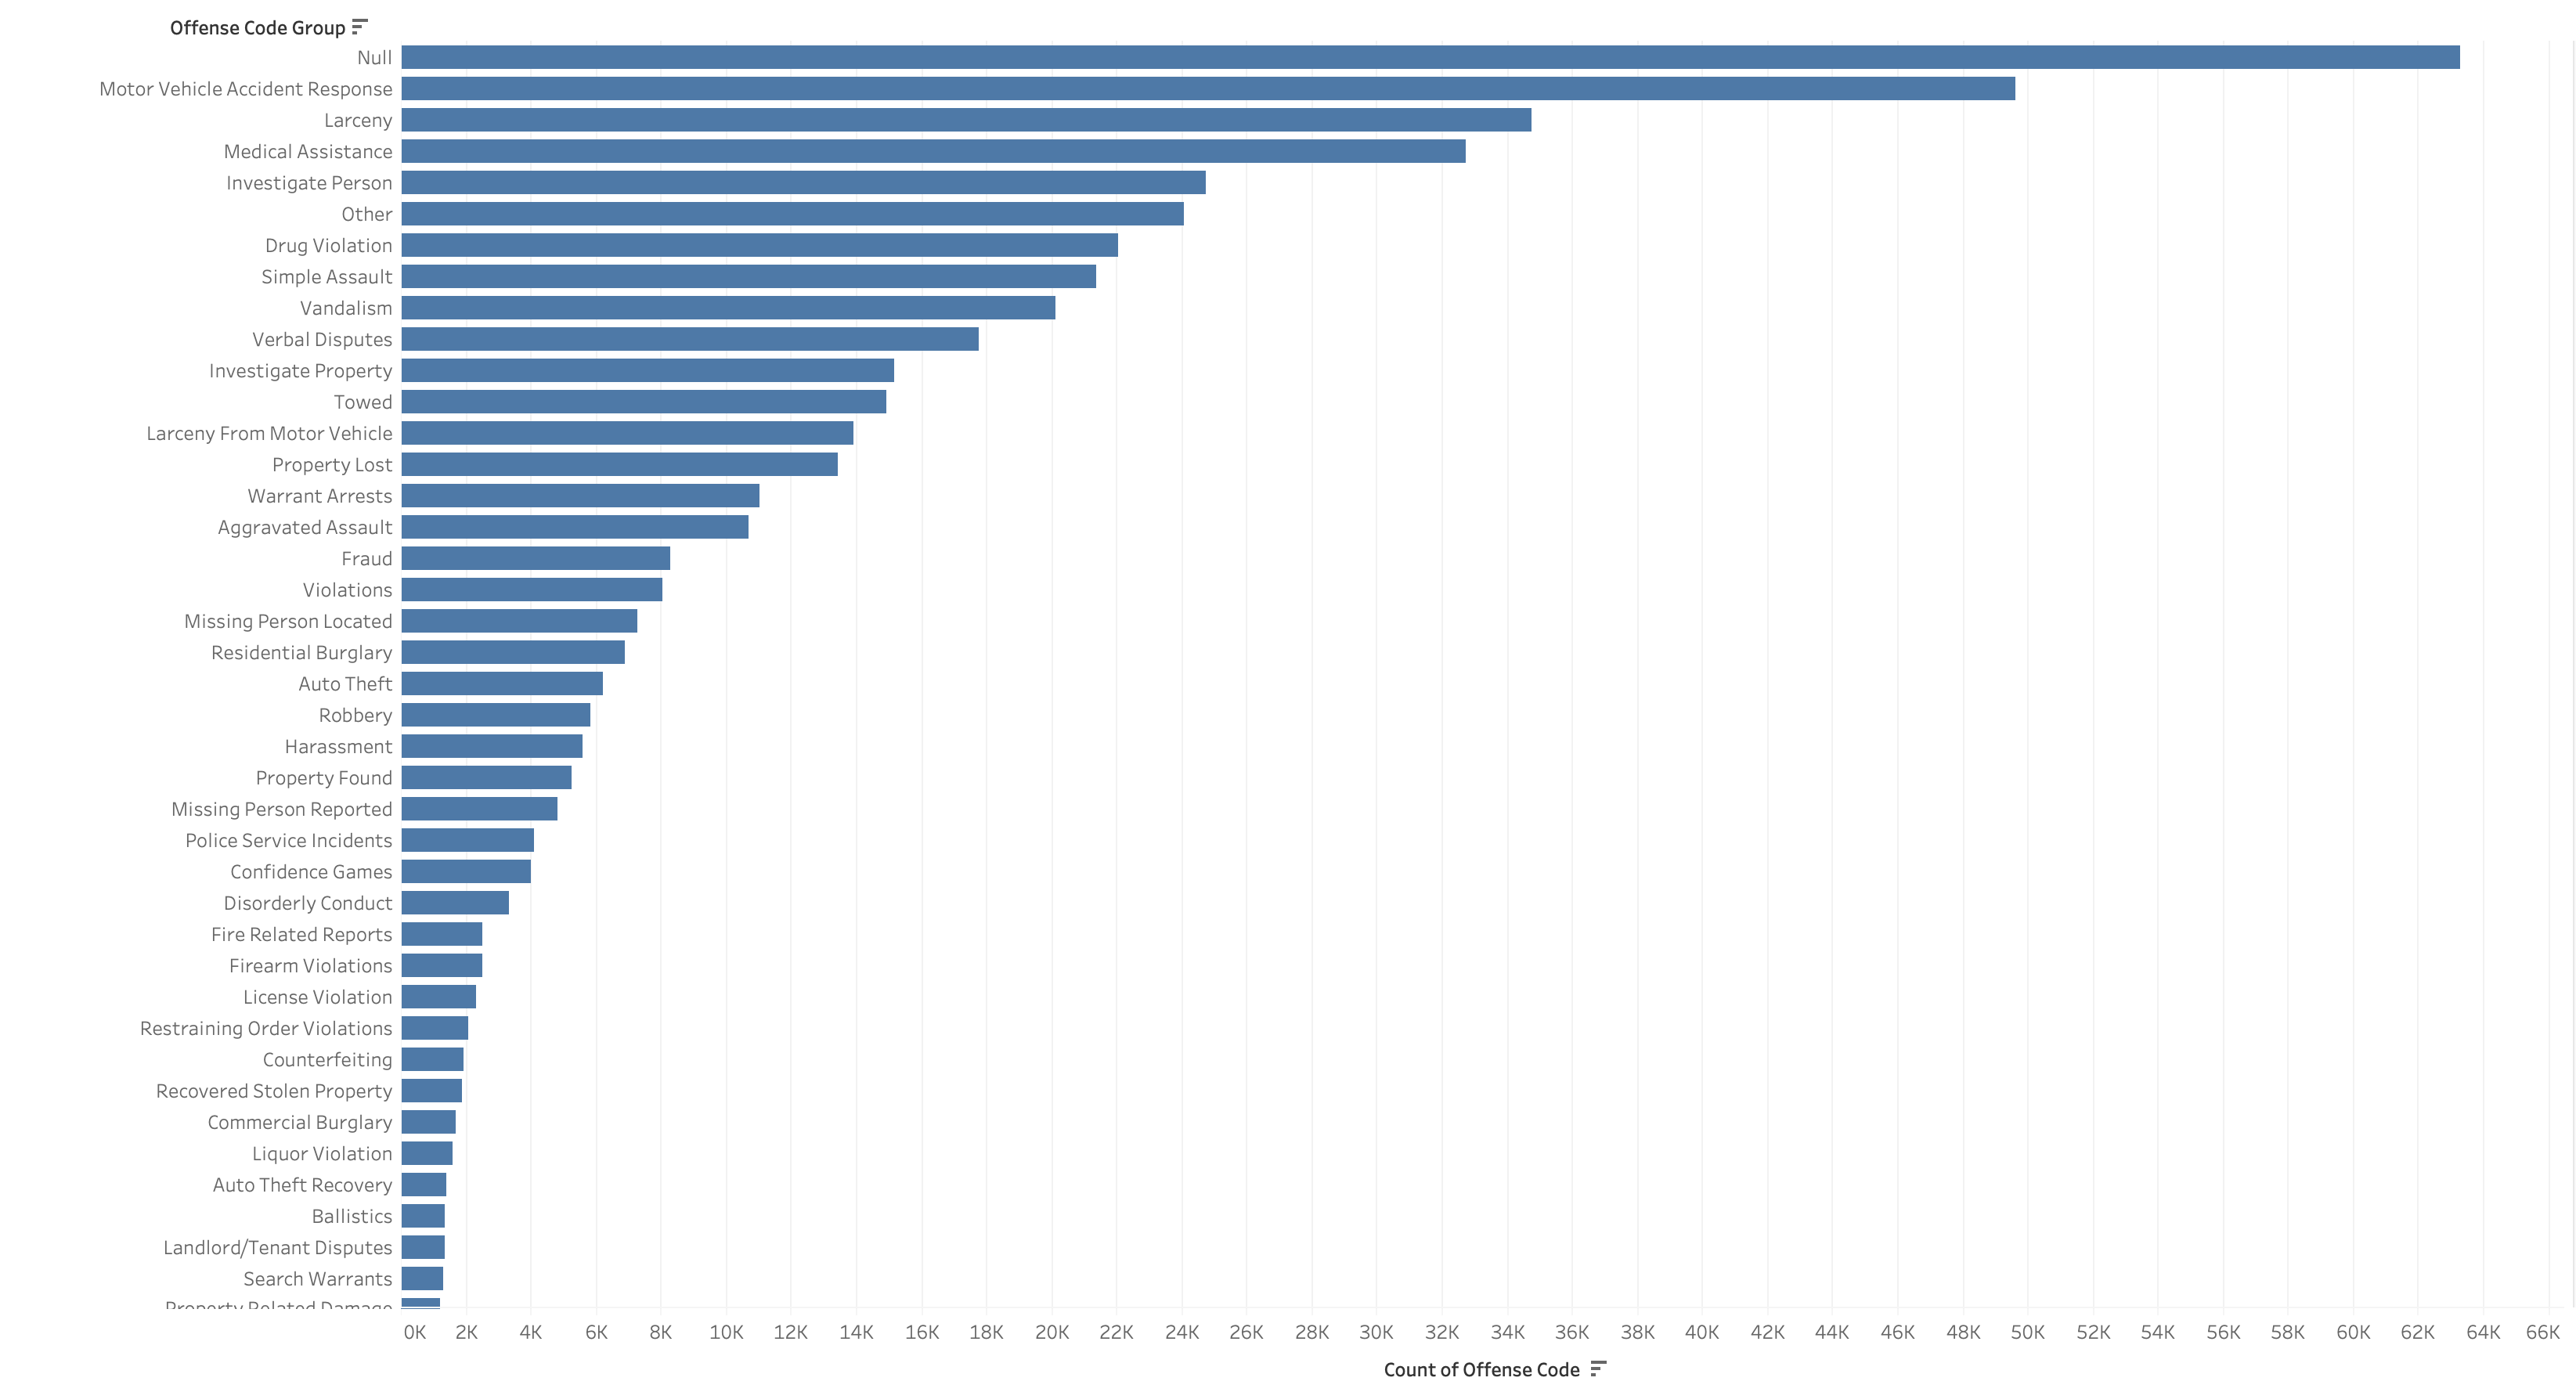 Offense Code Group
Null
Motor Vehicle Accident Response
Larceny
Medical Assistance
Investigate Person
Other
Drug Violation
Simple Assault
Vandalism
Verbal Disputes
Investigate Property
Towed
Larceny From Motor Vehicle
Property Lost
Warrant Arrests
Aggravated Assault
Fraud
Violations
Missing Person Located
Residential Burglary
Auto Theft
Robbery
Harassment
Property Found
Missing Person Reported
Police Service Incidents
Confidence Games
Disorderly Conduct
Fire Related Reports
Firearm Violations
License Violation
Restraining Order Violations
Counterfeiting
Recovered Stolen Property
Commercial Burglary
Liquor Violation
Auto Theft Recovery
Ballistics
Landlord/Tenant Disputes
Search Warrants
Property Related Damage
0K 2K 4K 6K 8K 10K 12K 14K 16K 18K 20K 22K 24K 26K 28K 30K 32K 34K 36K 38K 40K 42K 44K 46K 48K 50K 52K 54K 56K 58K 60K 62K 64K 66K
Count of Offense Code